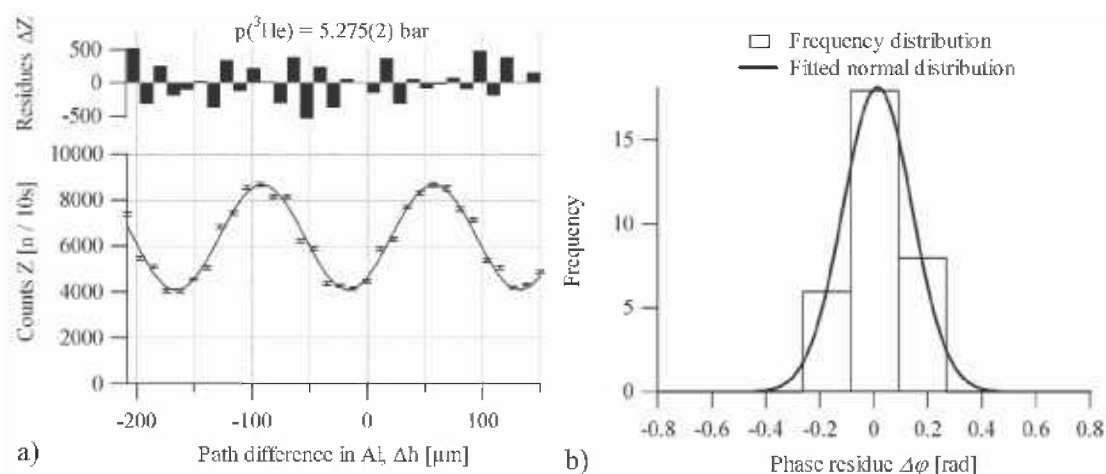 p(³He) = 5.275(2) bar
Residues ΔZ
500
0
-500
Counts Z [n / 10s]
10000
8000
6000
4000
2000
0
-200
-100
0
100
Path difference in Al, Δh [µm]
a)
Frequency distribution
Fitted normal distribution
Frequency
15
10
5
0
-0.8
-0.6
-0.4
-0.2
0
0.2
0.4
0.6
0.8
Phase residue Δφ [rad]
b)